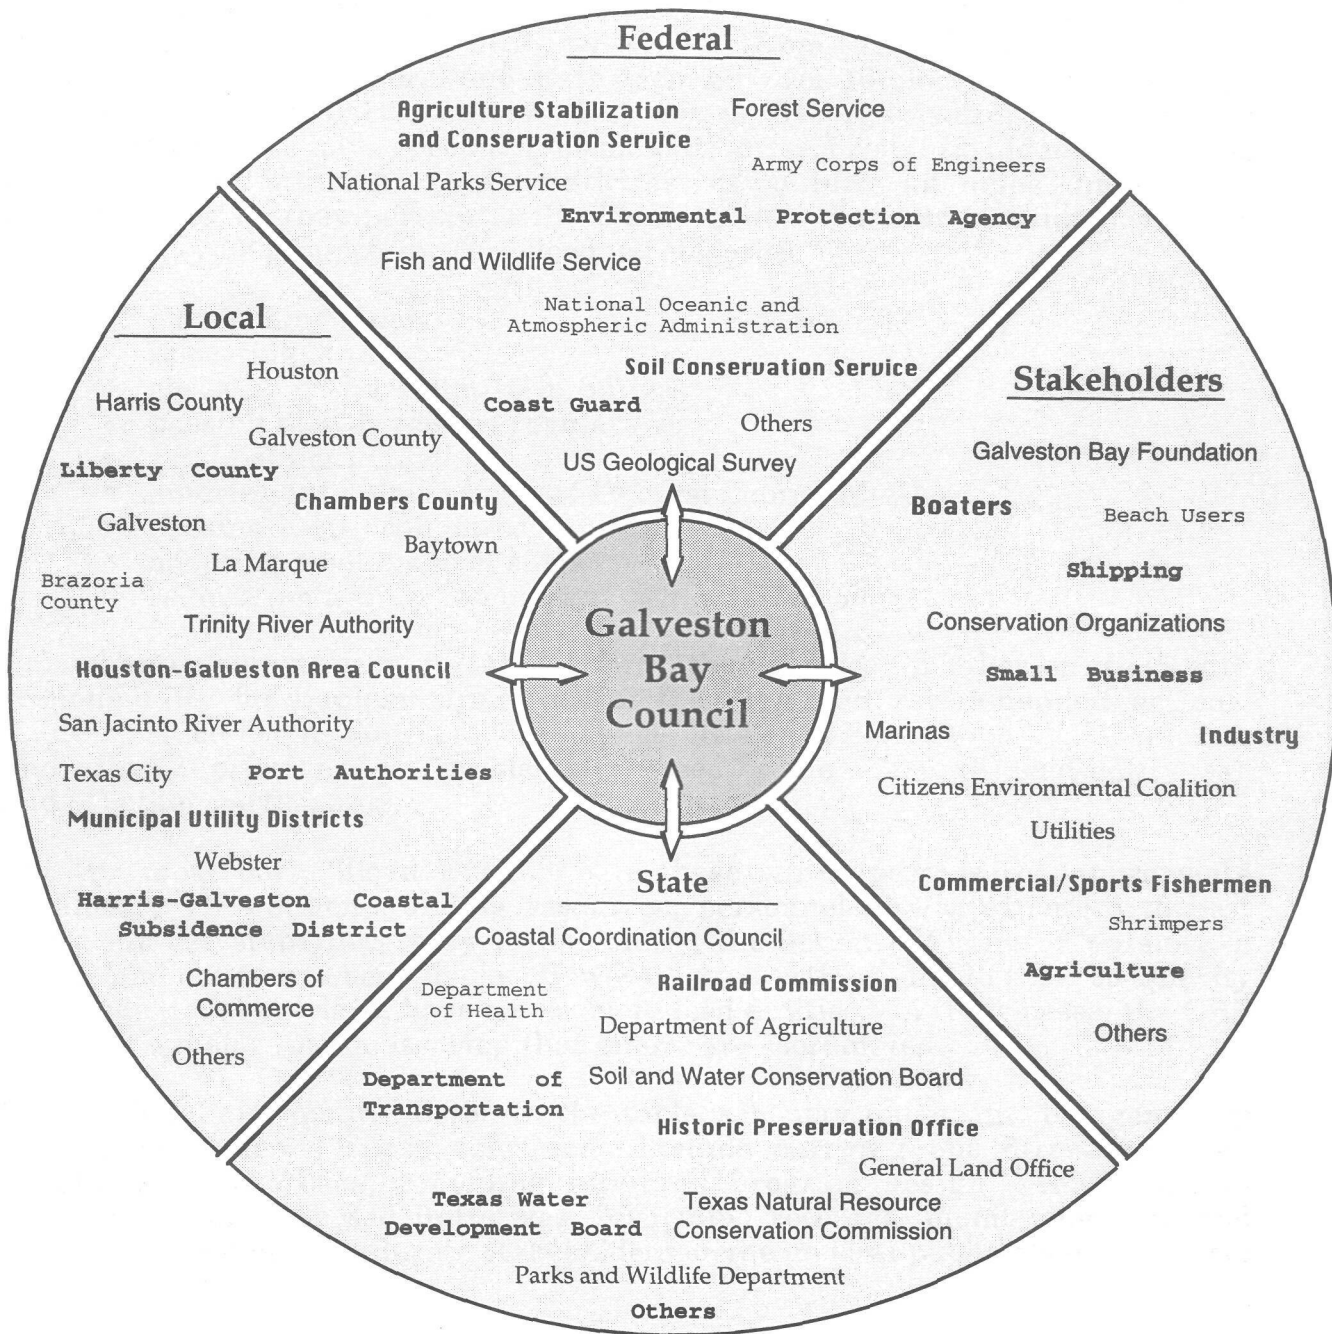 Federal
Agriculture Stabilization
and Conservation Service
Forest Service
Army Corps of Engineers
National Parks Service
Environmental Protection Agency
Fish and Wildlife Service
National Oceanic and
Atmospheric Administration
Soil Conservation Service
Coast Guard
Others
US Geological Survey
Local
Houston
Harris County
Galveston County
Liberty County
Chambers County
Galveston
Baytown
La Marque
Brazoria
County
Trinity River Authority
Houston-Galveston Area Council
San Jacinto River Authority
Texas City
Port Authorities
Municipal Utility Districts
Webster
Harris-Galveston Coastal
Subsidence District
Chambers of
Commerce
Others
Galveston
Bay
Council
Stakeholders
Galveston Bay Foundation
Boaters
Beach Users
Shipping
Conservation Organizations
Small Business
Marinas
Industry
Citizens Environmental Coalition
Utilities
Commercial/Sports Fishermen
Shrimpers
Agriculture
Others
State
Coastal Coordination Council
Railroad Commission
Department
of Health
Department of Agriculture
Department of
Transportation
Soil and Water Conservation Board
Historic Preservation Office
General Land Office
Texas Water
Development Board
Texas Natural Resource
Conservation Commission
Parks and Wildlife Department
Others